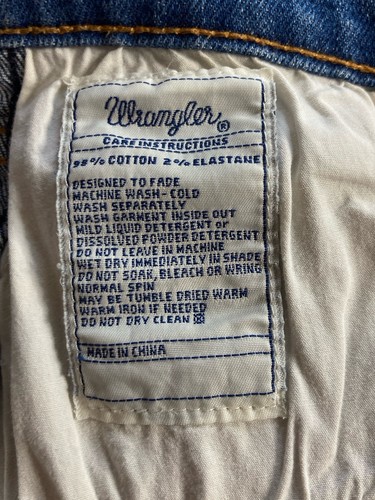 Wrangler®
CARE INSTRUCTIONS
98% COTTON 2% ELASTANE
DESIGNED TO FADE
MACHINE WASH-COLD
WASH SEPARATELY
WASH GARMENT INSIDE OUT
MILD LIQUID DETERGENT OR
DISSOLVED POWDER DETERGENT
DO NOT LEAVE IN MACHINE
WET DRY IMMEDIATELY IN SHADE
DO NOT SOAK, BLEACH OR WRING
NORMAL SPIN
MAY BE TUMBLE DRIED WARM
WARM IRON IF NEEDED
DO NOT DRY CLEAN
MADE IN CHINA